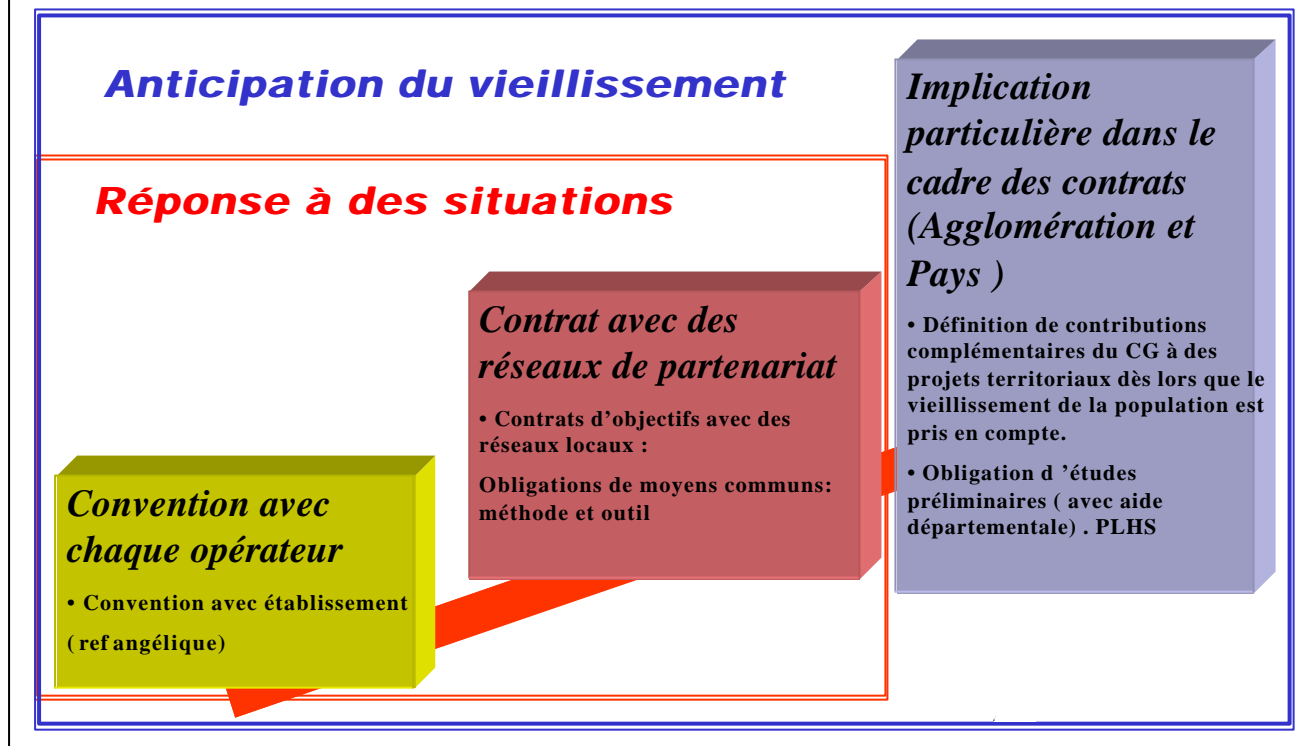 Anticipation du vieillissement
Réponse à des situations
Convention avec
chaque opérateur
• Convention avec établissement
( ref angélique)
Contrat avec des
réseaux de partenariat
• Contrats d’objectifs avec des
réseaux locaux :
Obligations de moyens communs:
méthode et outil
Implication
particulière dans le
cadre des contrats
(Agglomération et
Pays )
• Définition de contributions
complémentaires du CG à des
projets territoriaux dès lors que le
vieillissement de la population est
pris en compte.
• Obligation d ’études
préliminaires ( avec aide
départementale) . PLHS